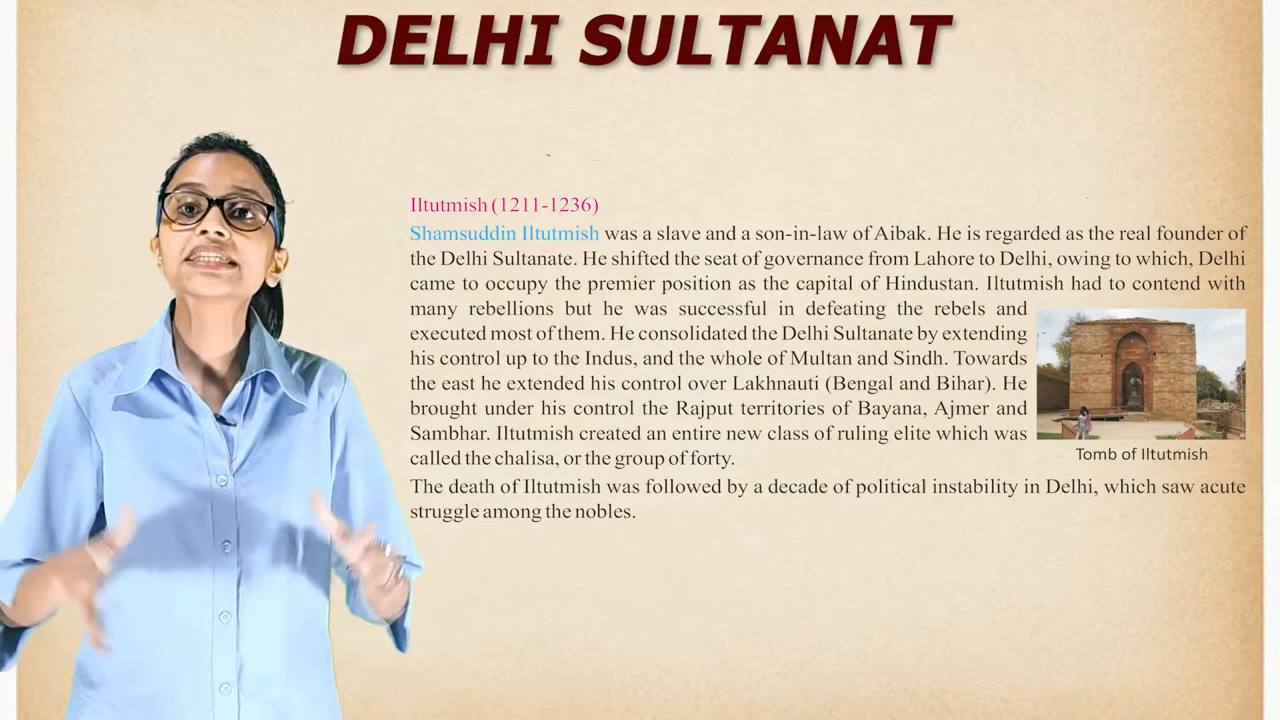 DELHI SULTANAT
Iltutmish (1211-1236)
Shamsuddin Iltutmish was a slave and a son-in-law of Aibak. He is regarded as the real founder of
the Delhi Sultanate. He shifted the seat of governance from Lahore to Delhi, owing to which, Delhi
came to occupy the premier position as the capital of Hindustan. Iltutmish had to contend with
many rebellions but he was successful in defeating the rebels and
executed most of them. He consolidated the Delhi Sultanate by extending
his control up to the Indus, and the whole of Multan and Sindh. Towards
the east he extended his control over Lakhnauti (Bengal and Bihar). He
brought under his control the Rajput territories of Bayana, Ajmer and
Sambhar. Iltutmish created an entire new class of ruling elite which was
called the chalisa, or the group of forty.
Tomb of Iltutmish
The death of Iltutmish was followed by a decade of political instability in Delhi, which saw acute
struggle among the nobles.